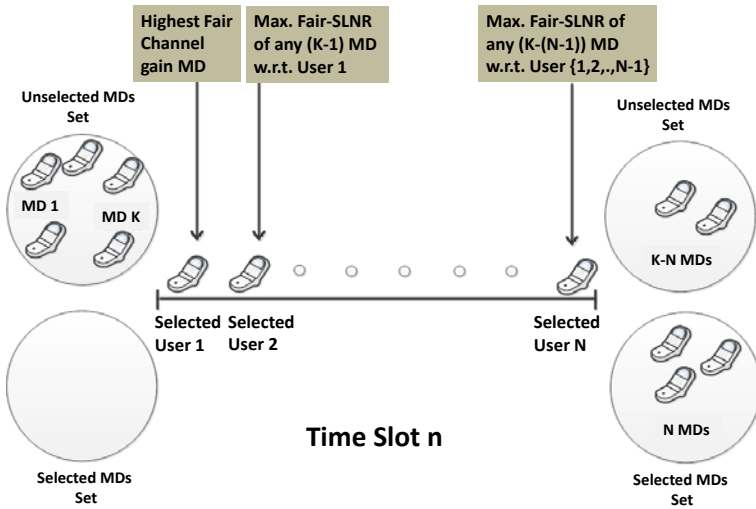 Highest Fair
Channel
gain MD
Max. Fair-SLNR
of any (K-1) MD
w.r.t. User 1
Max. Fair-SLNR of
any (K-(N-1)) MD
w.r.t. User {1,2,.,N-1}
Unselected MDs
Set
MD 1
MD K
Unselected MDs
Set
K-N MDs
Selected
User 1
Selected
User 2
Selected
User N
N MDs
Time Slot n
Selected MDs
Set
Selected MDs
Set